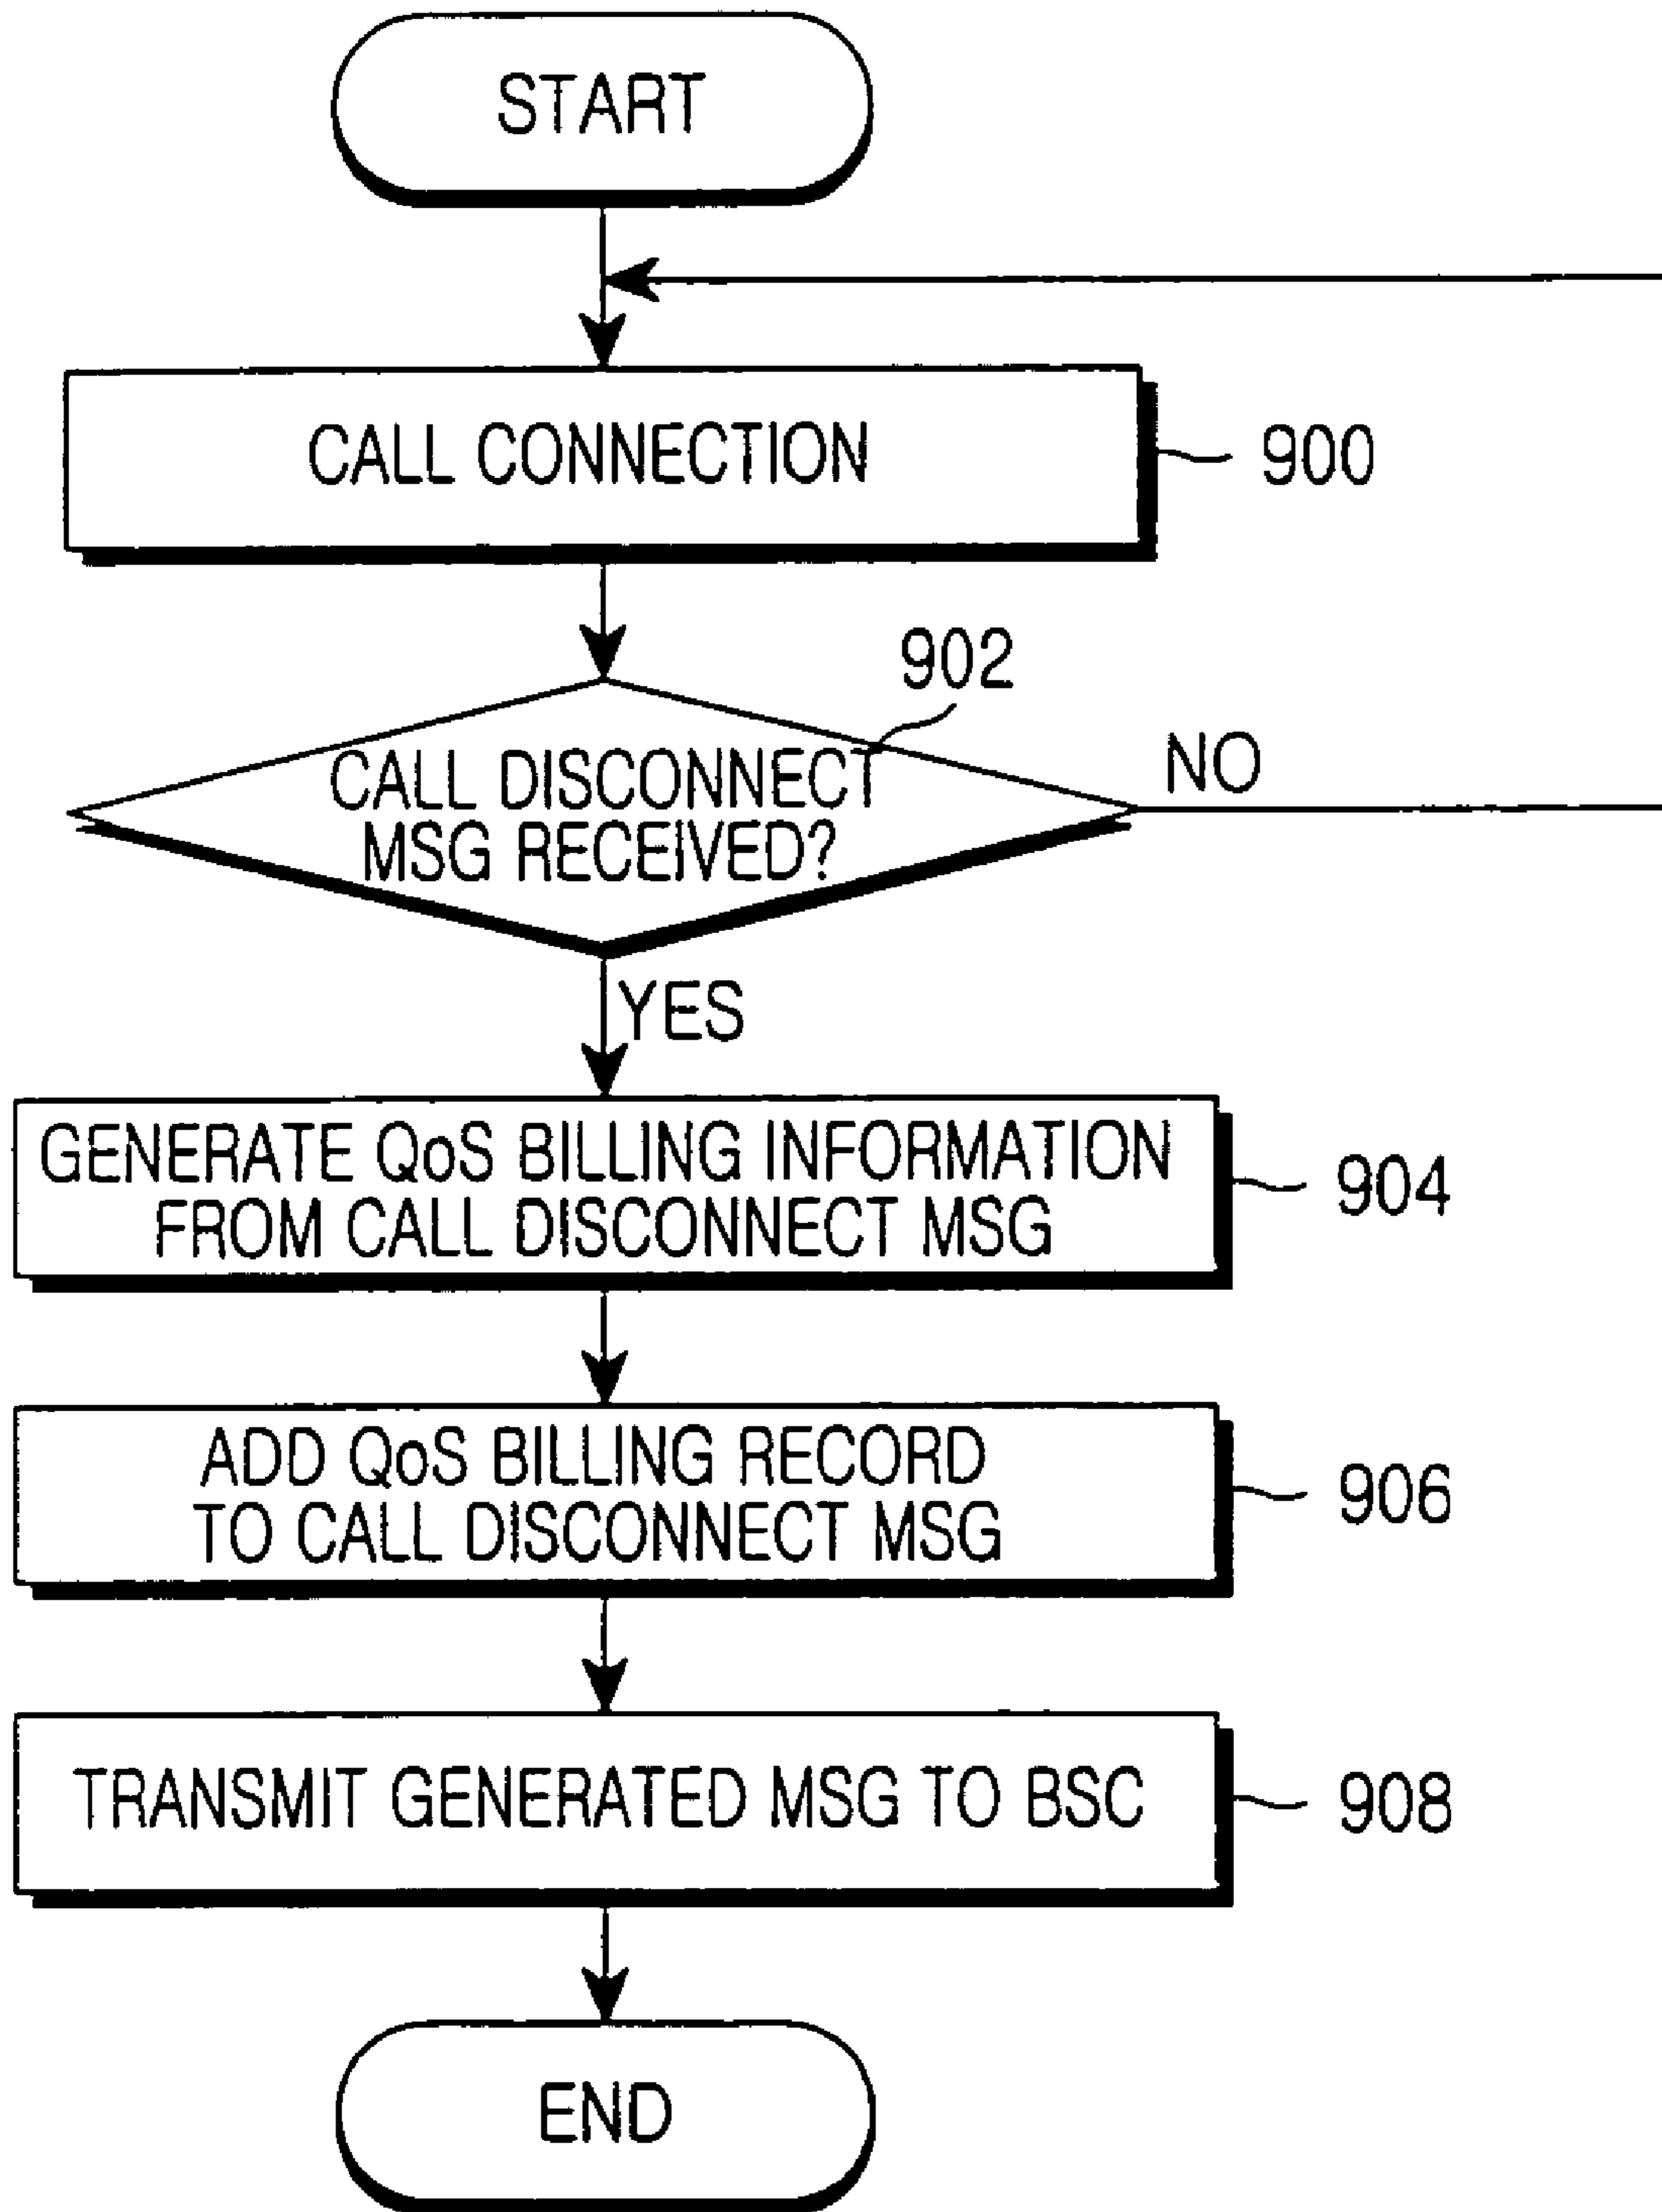 START
CALL CONNECTION
900
902
CALL DISCONNECT
MSG RECEIVED?
NO
YES
GENERATE QoS BILLING INFORMATION
FROM CALL DISCONNECT MSG
904
ADD QoS BILLING RECORD
TO CALL DISCONNECT MSG
906
TRANSMIT GENERATED MSG TO BSC
908
END